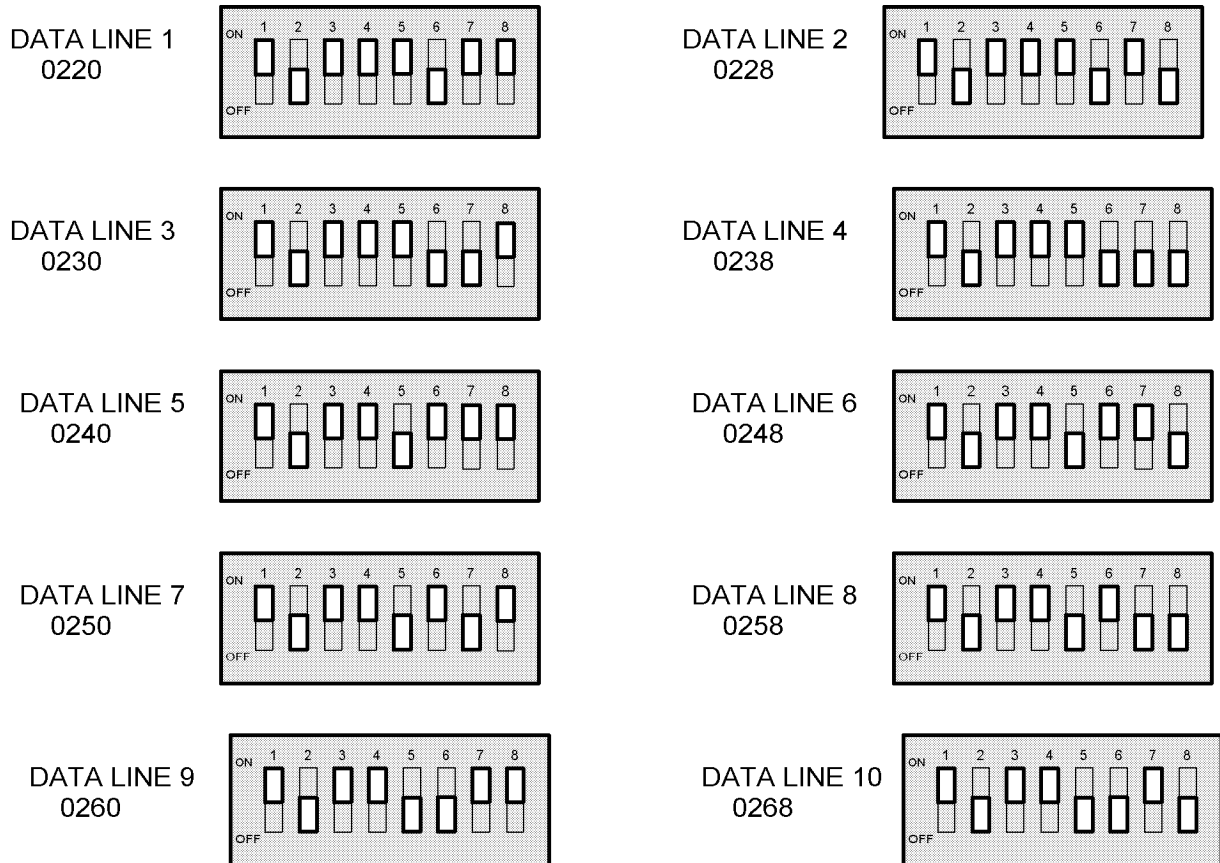 DATA LINE 1
0220
ON 1 2 3 4 5 6 7 8
OFF
DATA LINE 2
0228
ON 1 2 3 4 5 6 7 8
OFF
DATA LINE 3
0230
ON 1 2 3 4 5 6 7 8
OFF
DATA LINE 4
0238
ON 1 2 3 4 5 6 7 8
OFF
DATA LINE 5
0240
ON 1 2 3 4 5 6 7 8
OFF
DATA LINE 6
0248
ON 1 2 3 4 5 6 7 8
OFF
DATA LINE 7
0250
ON 1 2 3 4 5 6 7 8
OFF
DATA LINE 8
0258
ON 1 2 3 4 5 6 7 8
OFF
DATA LINE 9
0260
ON 1 2 3 4 5 6 7 8
OFF
DATA LINE 10
0268
ON 1 2 3 4 5 6 7 8
OFF